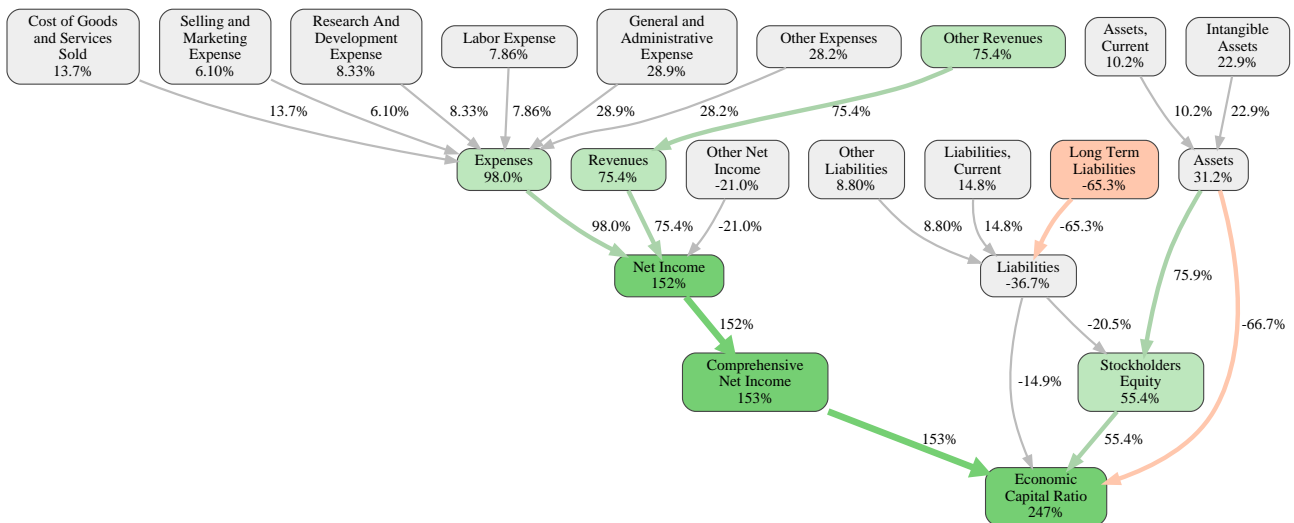 Cost of Goods
and Services
Sold
13.7%
Selling and
Marketing
Expense
6.10%
Research And
Development
Expense
8.33%
Labor Expense
7.86%
General and
Administrative
Expense
28.9%
Other Expenses
28.2%
Other Revenues
75.4%
Assets,
Current
10.2%
Intangible
Assets
22.9%
13.7%
6.10%
8.33%
7.86%
28.9%
28.2%
75.4%
10.2%
22.9%
Expenses
98.0%
Revenues
75.4%
Other Net
Income
-21.0%
Other
Liabilities
8.80%
Liabilities,
Current
14.8%
Long Term
Liabilities
-65.3%
Assets
31.2%
98.0%
75.4%
-21.0%
8.80%
14.8%
-65.3%
Net Income
152%
Liabilities
-36.7%
75.9%
152%
-20.5%
-66.7%
Comprehensive
Net Income
153%
-14.9%
Stockholders
Equity
55.4%
153%
55.4%
Economic
Capital Ratio
247%